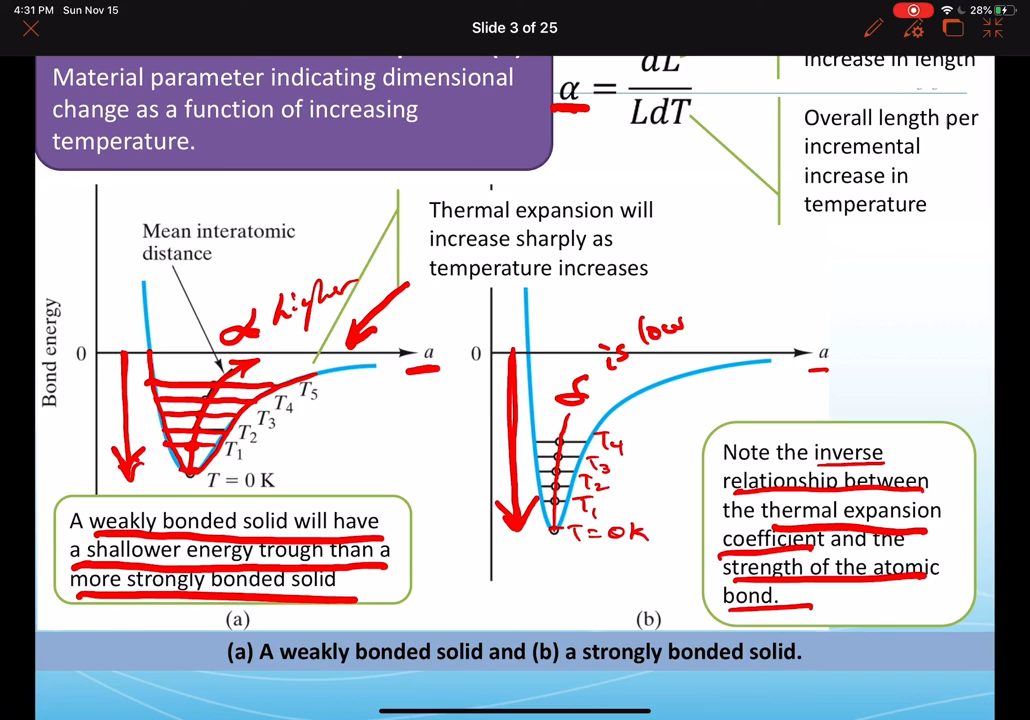 4:31 PM Sun Nov 15
28%
Slide 3 of 25
Material parameter indicating dimensional
change as a function of increasing
temperature.
α = dL
LdT
increase in length
Overall length per
incremental
increase in
temperature
Thermal expansion will
increase sharply as
temperature increases
Mean interatomic
distance
α higher
Bond energy
0
a
T5
T4
T3
T2
T1
T = 0 K
0
a
is low
T4
T3
T2
T1
T = 0K
A weakly bonded solid will have
a shallower energy trough than a
more strongly bonded solid
Note the inverse
relationship between
the thermal expansion
coefficient and the
strength of the atomic
bond.
(a)
(b)
(a) A weakly bonded solid and (b) a strongly bonded solid.